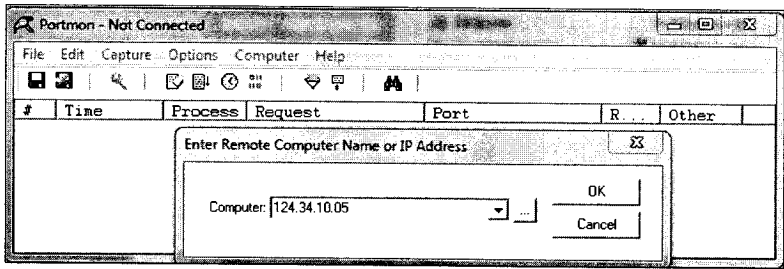 Portmon - Not Connected
File Edit Capture Options Computer Help
# Time Process Request Port R... Other
Enter Remote Computer Name or IP Address
Computer: 124.34.10.05 ...
OK
Cancel